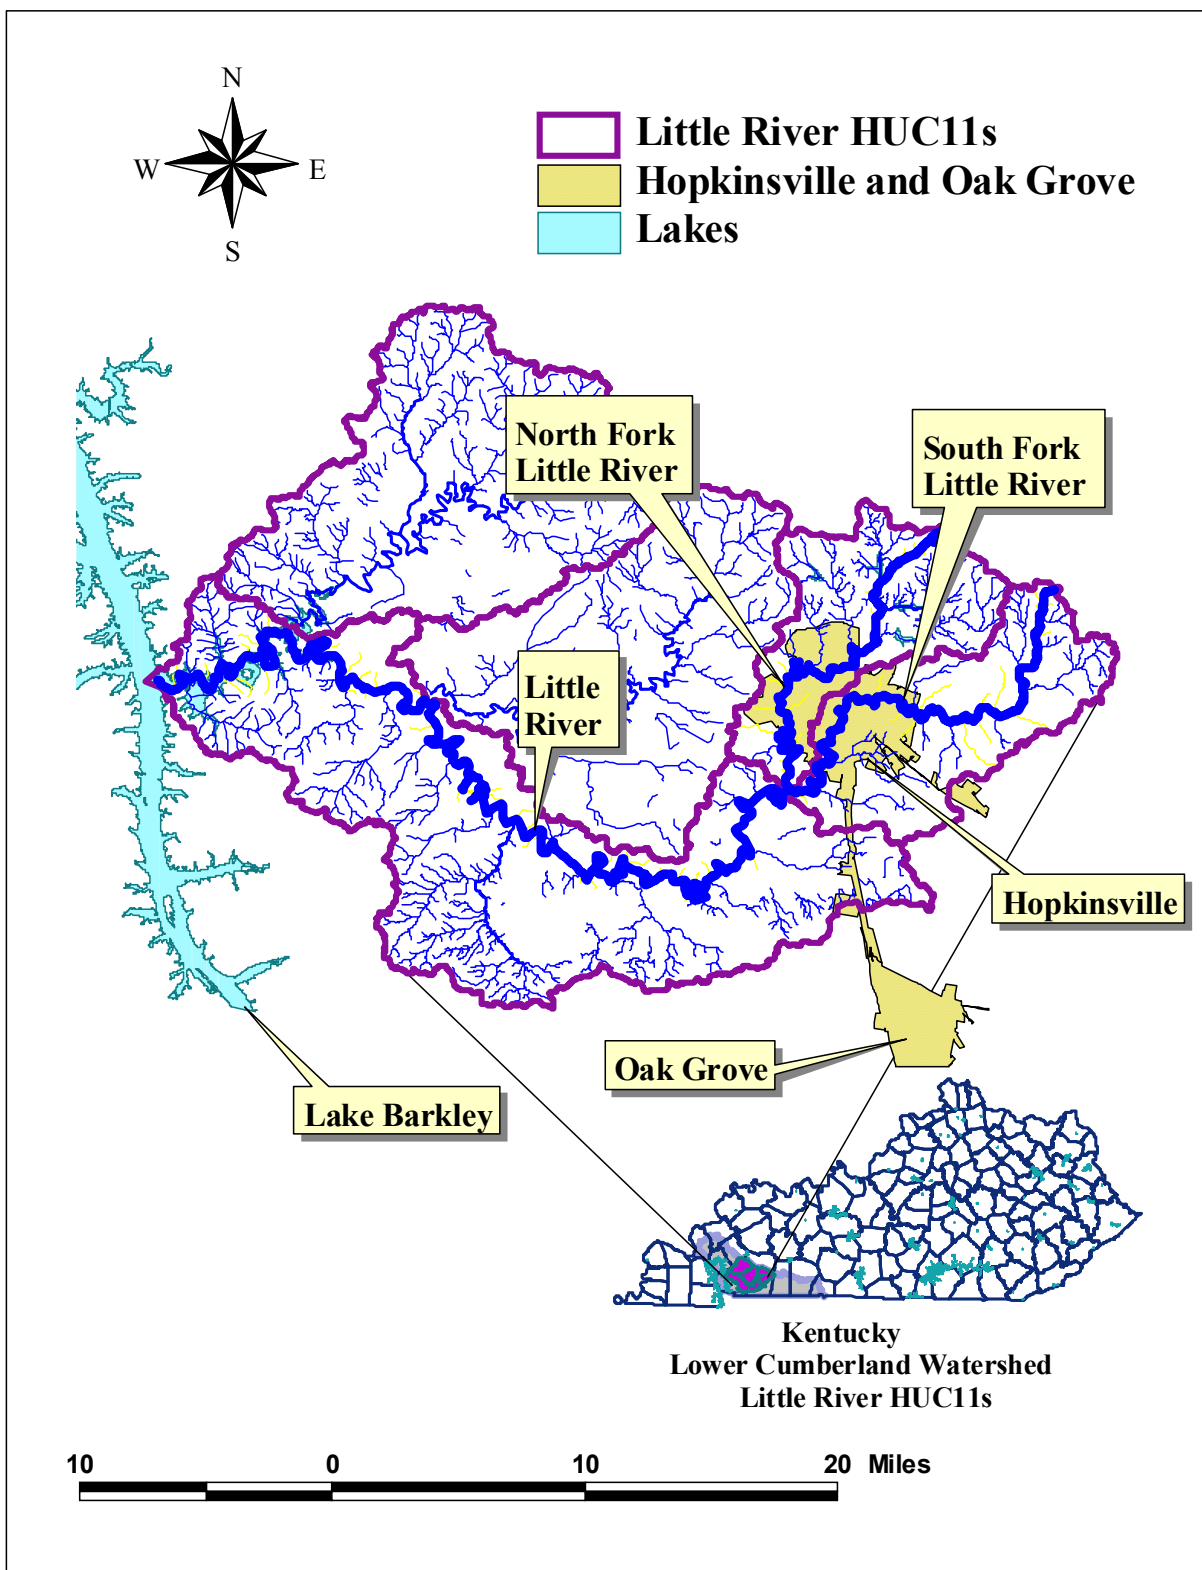 N
W
E
S
Little River HUC11s
Hopkinsville and Oak Grove
Lakes
North Fork
Little River
South Fork
Little River
Little
River
Hopkinsville
Oak Grove
Lake Barkley
Kentucky
Lower Cumberland Watershed
Little River HUC11s
10 0 10 20 Miles